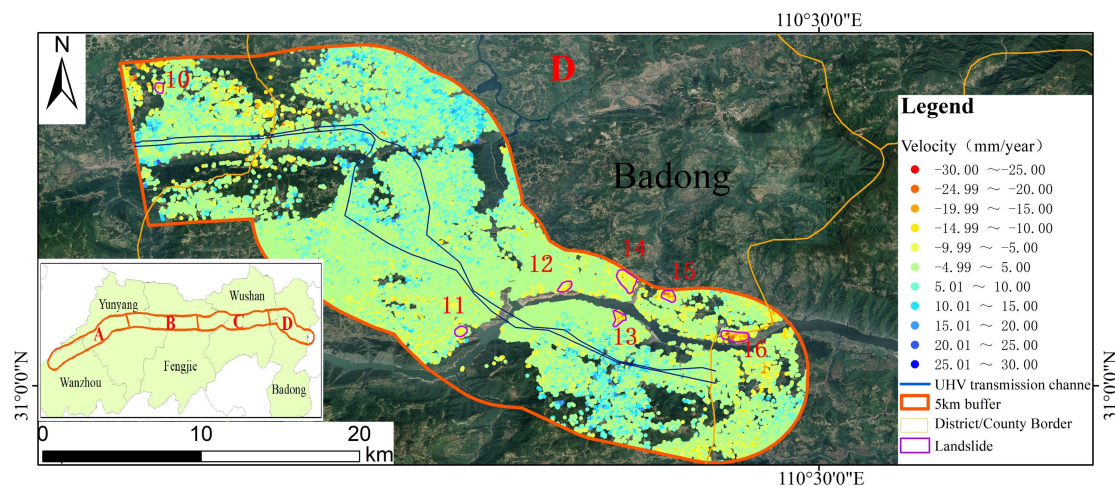 110°30'0"E
N
D
10
Badong
14
12
15
11
13
16
Legend
Velocity（mm/year）
-30.00 ～-25.00
-24.99 ～ -20.00
-19.99 ～ -15.00
-14.99 ～ -10.00
-9.99 ～ -5.00
-4.99 ～ 5.00
5.01 ～ 10.00
10.01 ～ 15.00
15.01 ～ 20.00
20.01 ～ 25.00
25.01 ～ 30.00
UHV transmission channe
5km buffer
District/County Border
Landslide
Yunyang
Wushan
A
B
C
D
Wanzhou
Fengjie
Badong
31°0'0"N
31°0'0"N
0 10 20
km
110°30'0"E